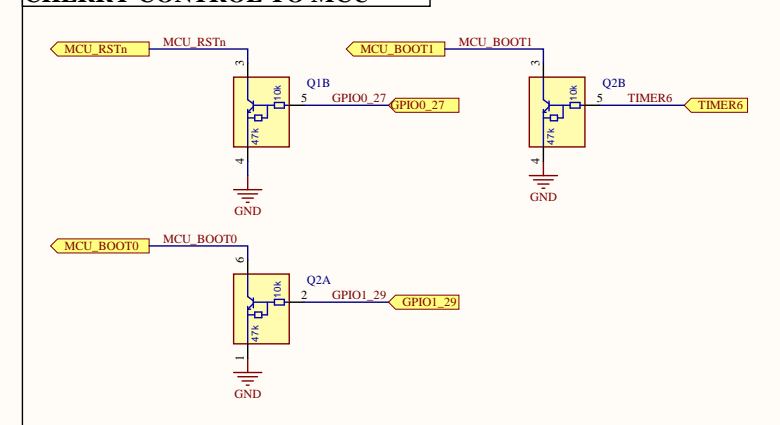 CHERRY CONTROL TO MCU
MCU_RSTn MCU_RSTn
3
Q1B
10k
5 GPIO0_27 GPIO0_27
47k
4
GND
MCU_BOOT1 MCU_BOOT1
3
Q2B
10k
5 TIMER6 TIMER6
47k
4
GND
MCU_BOOT0 MCU_BOOT0
6
Q2A
10k
2 GPIO1_29 GPIO1_29
47k
1
GND